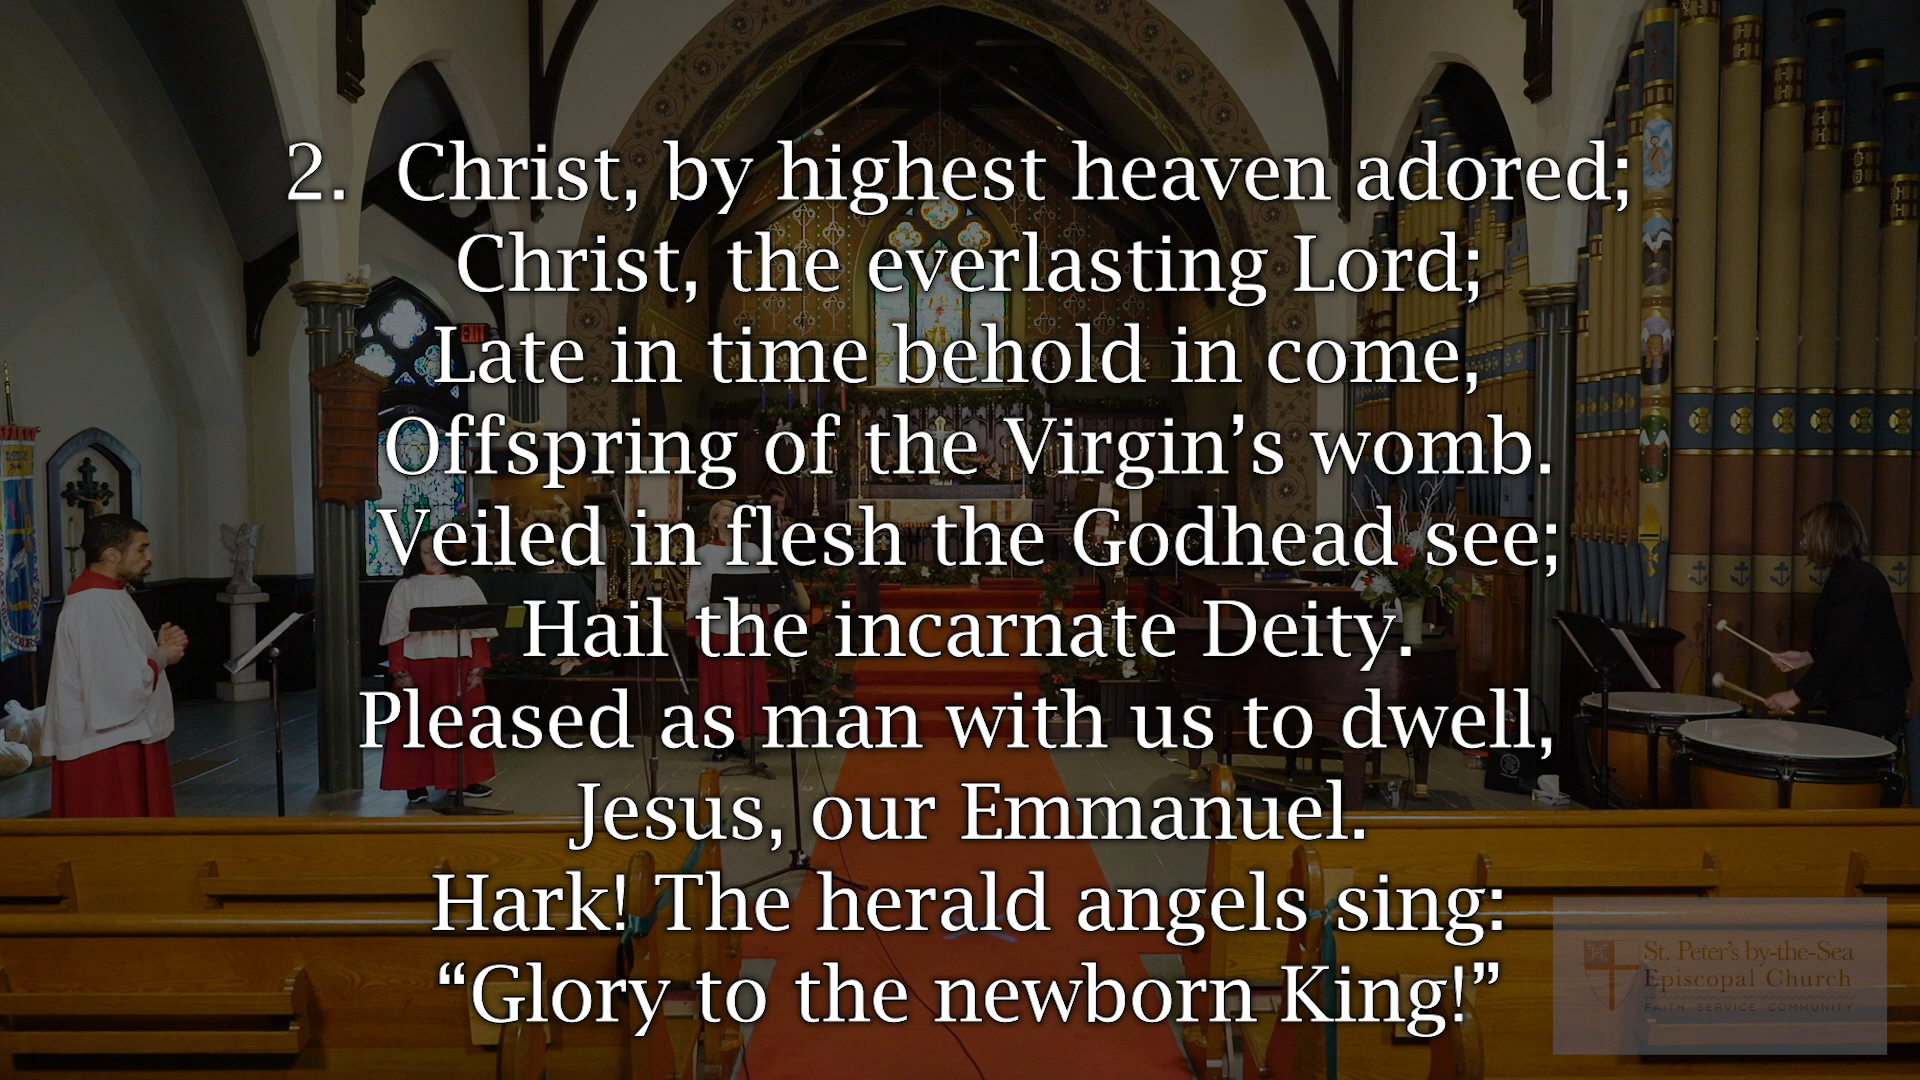 2. Christ, by highest heaven adored;
Christ, the everlasting Lord;
Late in time behold in come,
Offspring of the Virgin’s womb.
Veiled in flesh the Godhead see;
Hail the incarnate Deity.
Pleased as man with us to dwell,
Jesus, our Emmanuel.
Hark! The herald angels sing:
“Glory to the newborn King!”
EXIT
St. Peter's by-the-Sea
Episcopal Church
FAITH SERVICE COMMUNITY